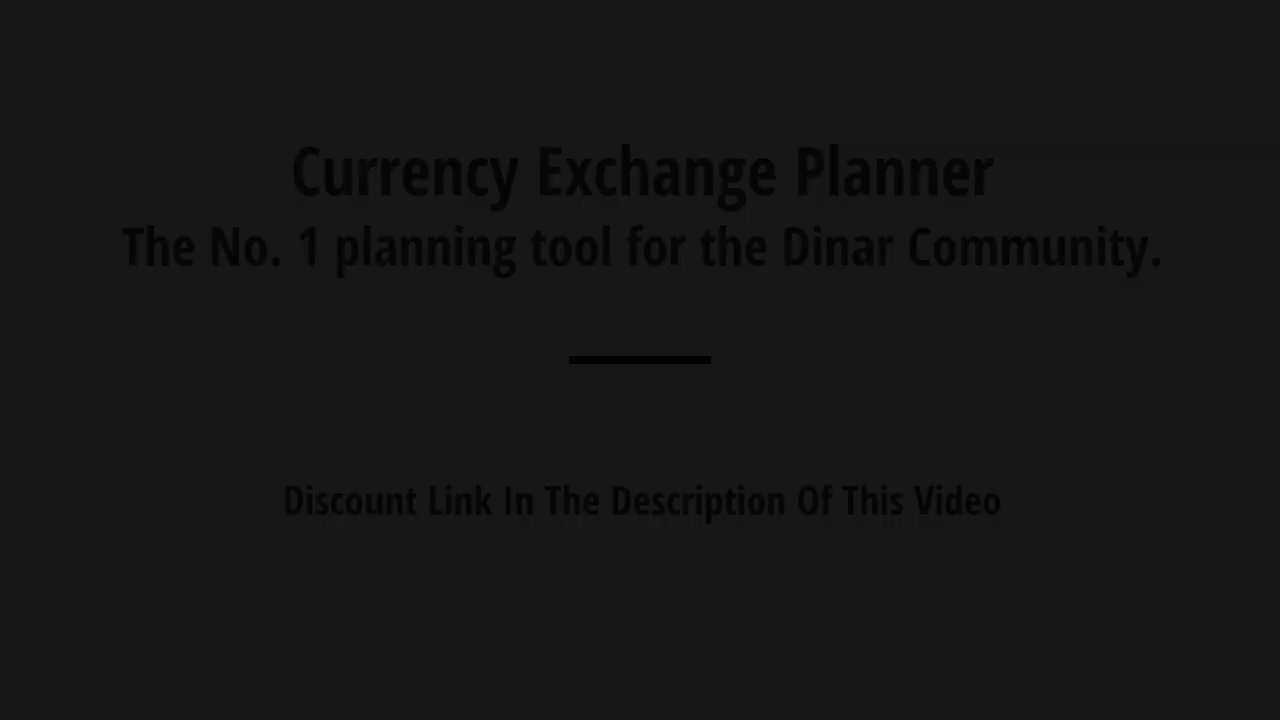 Currency Exchange Planner
The No. 1 planning tool for the Dinar Community.
Discount Link In The Description Of This Video